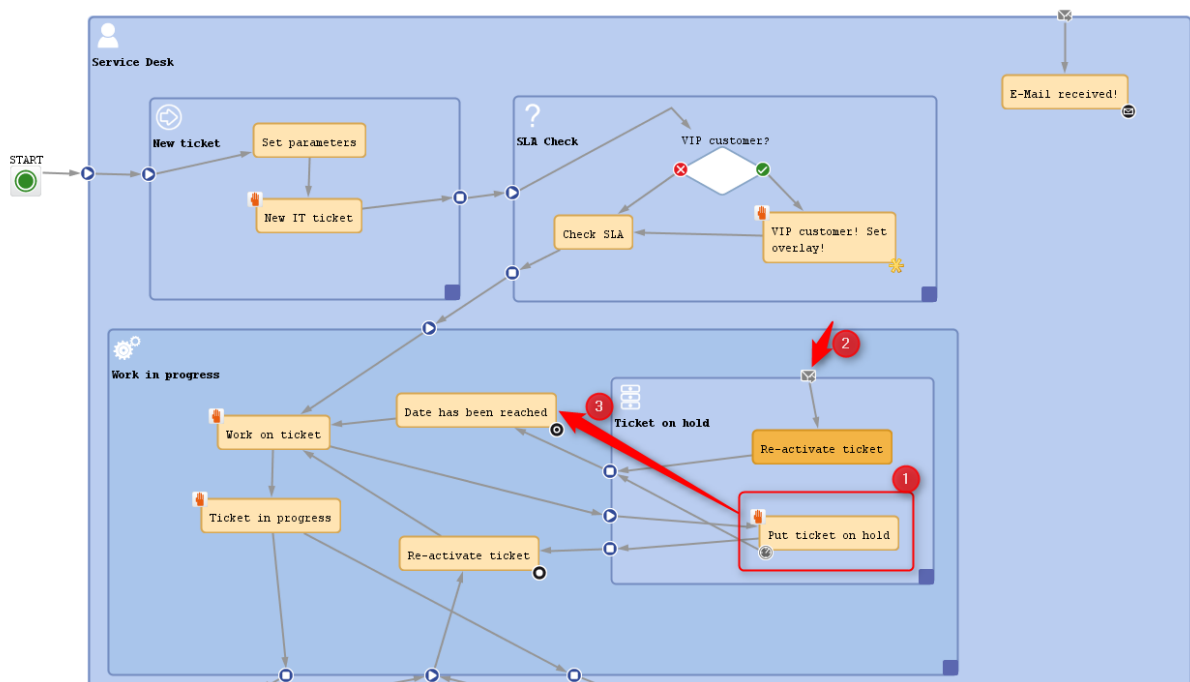 Service Desk
E-Mail received!
START
New ticket
Set parameters
New IT ticket
SLA Check
VIP customer?
Check SLA
VIP customer! Set
overlay!
Work in progress
2
Date has been reached
3
Ticket on hold
Work on ticket
Re-activate ticket
1
Ticket in progress
Put ticket on hold
Re-activate ticket